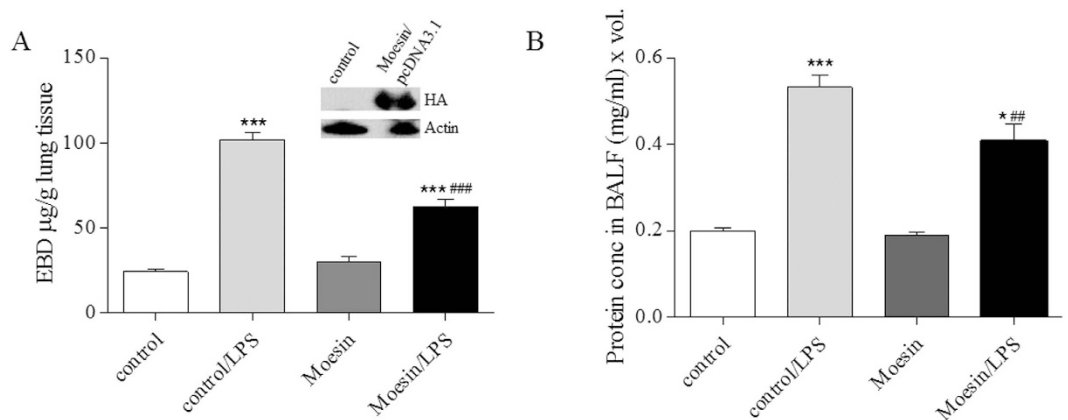 A
EBD µg/g lung tissue
150
100
50
0
***
*** ###
control
Moesin/
pcDNA3.1
HA
Actin
control
control/LPS
Moesin
Moesin/LPS
B
Protein conc in BALF (mg/ml) x vol.
0.6
0.4
0.2
0.0
***
* ##
control
control/LPS
Moesin
Moesin/LPS